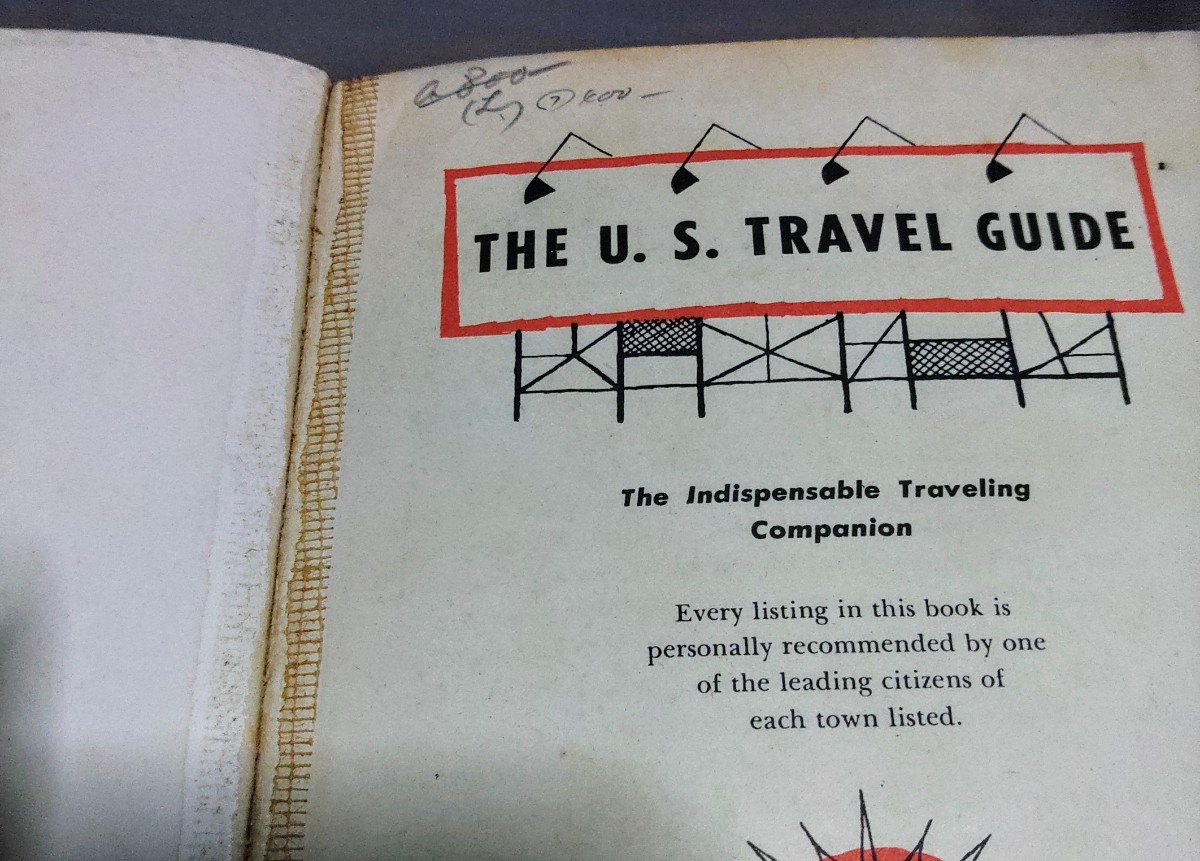 THE U. S. TRAVEL GUIDE
The Indispensable Traveling
Companion
Every listing in this book is
personally recommended by one
of the leading citizens of
each town listed.